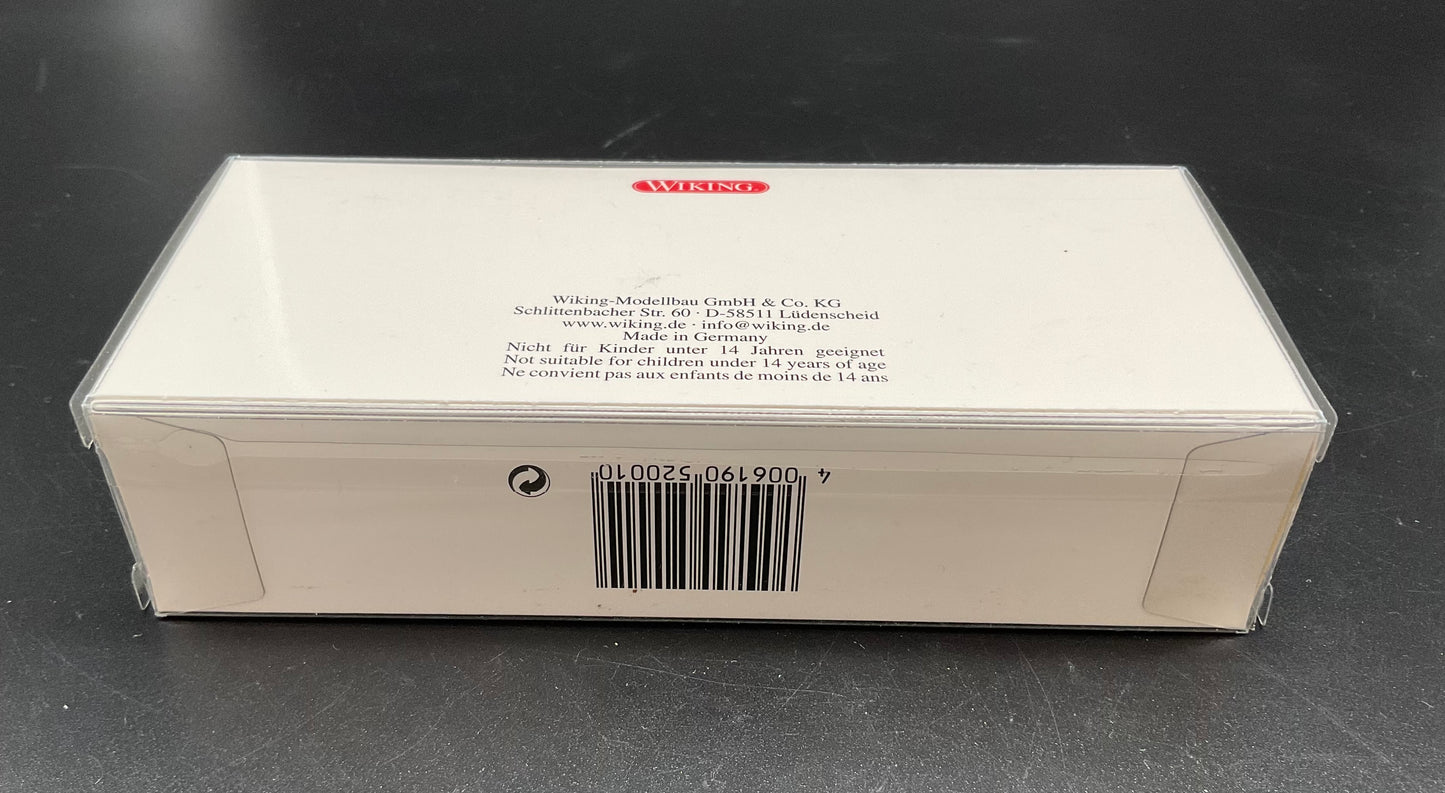 WIKING
Wiking-Modellbau GmbH & Co. KG
Schlittenbacher Str. 60 · D-58511 Lüdenscheid
www.wiking.de · info@wiking.de
Made in Germany
Nicht für Kinder unter 14 Jahren geeignet
Not suitable for children under 14 years of age
Ne convient pas aux enfants de moins de 14 ans
4 006190 520010